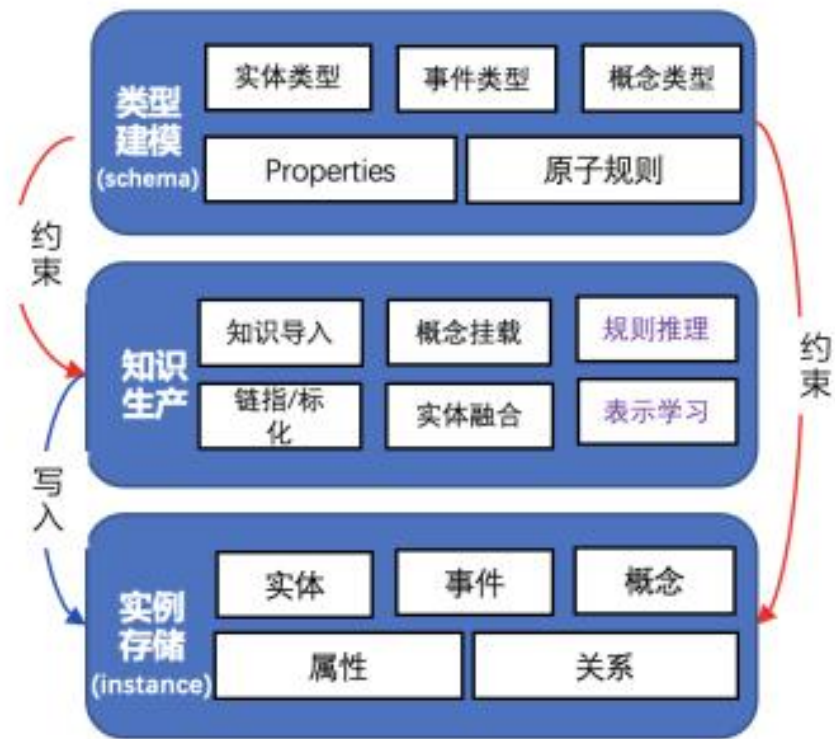 类型
建模
(schema)
实体类型
事件类型
概念类型
Properties
原子规则
约
束
知识
生产
知识导入
概念挂载
规则推理
链指/标
化
实体融合
表示学习
约
束
写
入
实例
存储
(instance)
实体
事件
概念
属性
关系